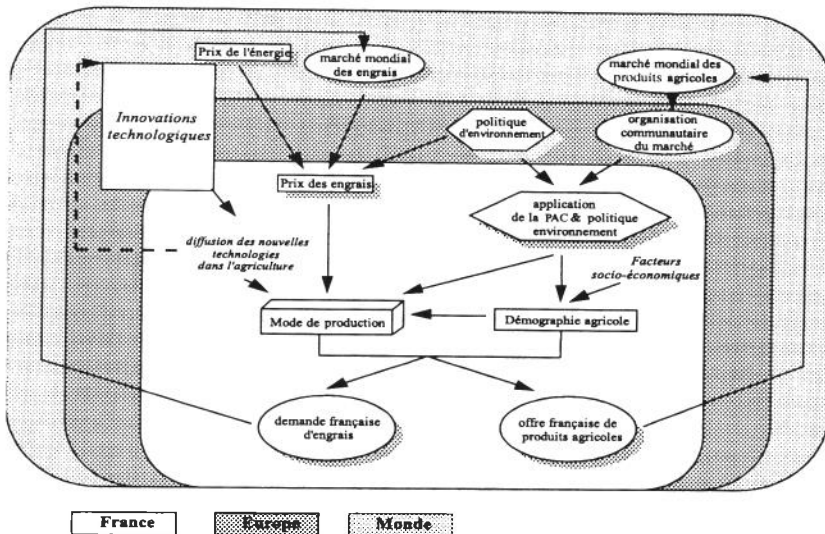 Prix de l'énergie
marché mondial
des engrais
marché mondial des
produits agricoles
Innovations
technologiques
politique
d'environnement
organisation
communautaire
du marché
Prix des engrais
application
de la PAC & politique
environnement
diffusion des nouvelles
technologies
dans l'agriculture
Facteurs
socio-économiques
Mode de production
Démographie agricole
demande française
d'engrais
offre française de
produits agricoles
France
Europe
Monde